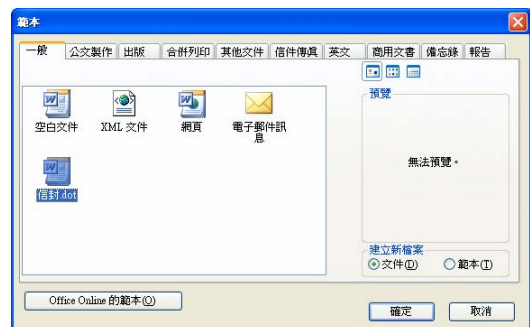 範本
一般 公文製作 出版 合併列印 其他文件 信件傳真 英文 商用文書 備忘錄 報告
空白文件 XML 文件 網頁 電子郵件訊
息
信封.dot
預覽
無法預覽。
建立新檔案
文件(D) 範本(T)
Office Online 的範本(O)
確定 取消